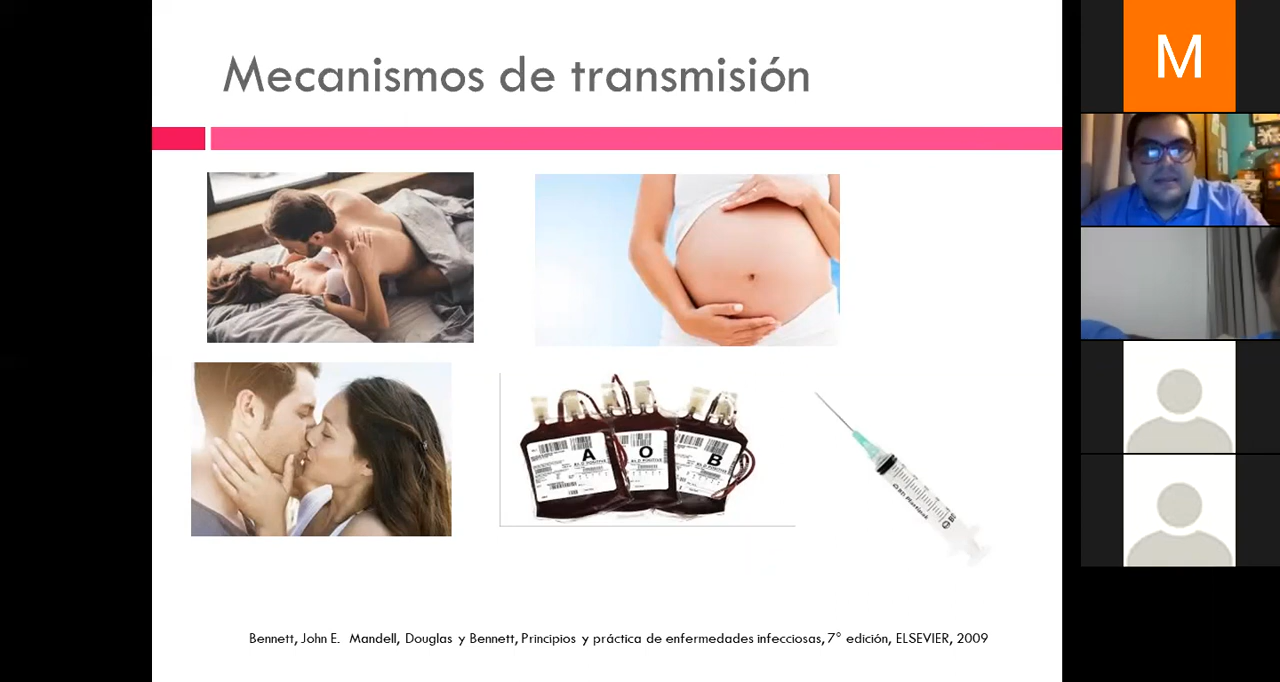 Mecanismos de transmisión
M
A
O
B
Bennett, John E. Mandell, Douglas y Bennett, Principios y práctica de enfermedades infecciosas, 7° edición, ELSEVIER, 2009